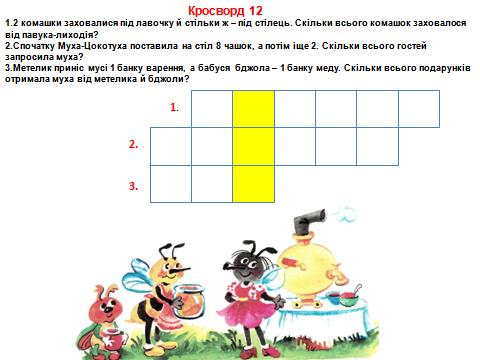 Кросворд 12
1.2 комашки заховалися під лавочку й стільки ж – під стілець. Скільки всього комашок заховалося
від павука-лиходія?
2.Спочатку Муха-Цокотуха поставила на стіл 8 чашок, а потім іще 2. Скільки всього гостей
запросила муха?
3.Метелик приніс мусі 1 банку варення, а бабуся бджола – 1 банку меду. Скільки всього подарунків
отримала муха від метелика й бджоли?
1.
2.
3.